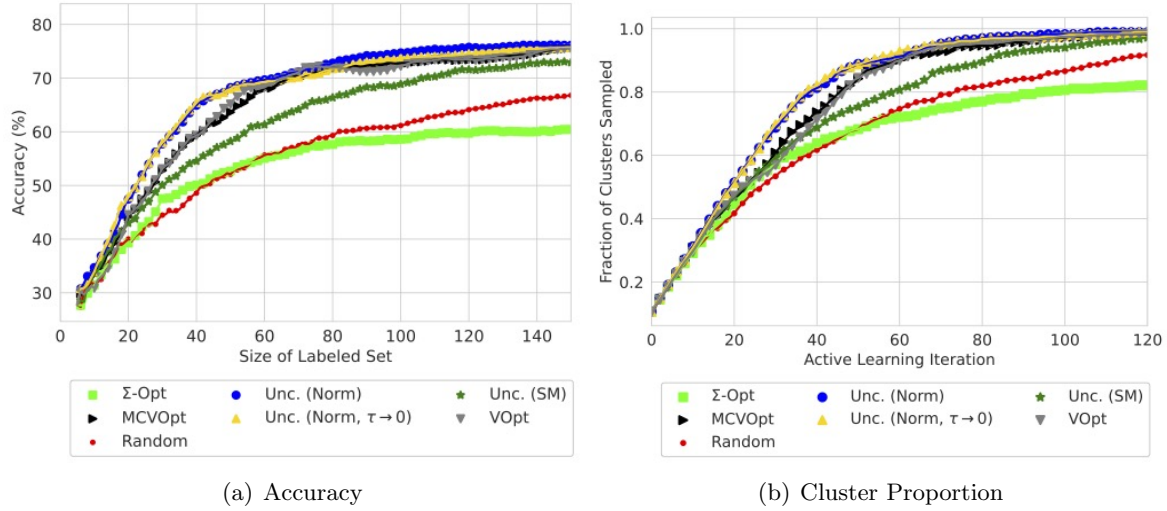 80
70
60
50
40
30
Accuracy (%)
0 20 40 60 80 100 120 140
Size of Labeled Set
Σ-Opt
MCVOpt
Random
Unc. (Norm)
Unc. (Norm, τ→0)
Unc. (SM)
VOpt
(a) Accuracy
1.0
0.8
0.6
0.4
0.2
Fraction of Clusters Sampled
0 20 40 60 80 100 120
Active Learning Iteration
Σ-Opt
MCVOpt
Random
Unc. (Norm)
Unc. (Norm, τ→0)
Unc. (SM)
VOpt
(b) Cluster Proportion